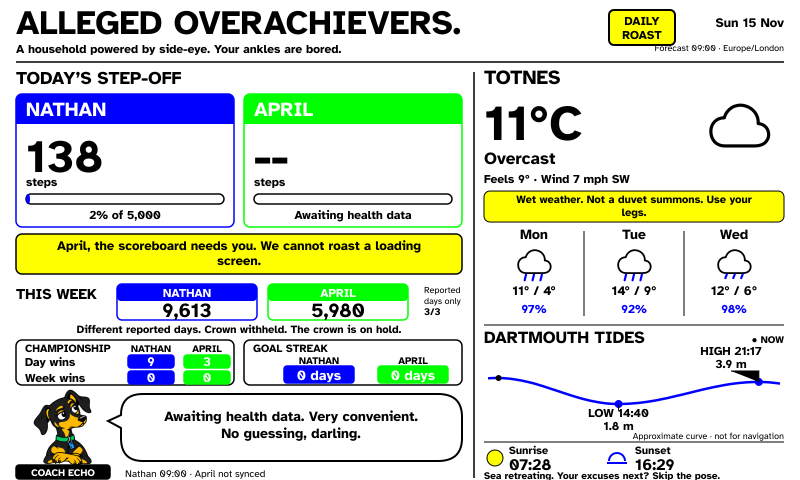 ALLEGED OVERACHIEVERS.
A household powered by side-eye. Your ankles are bored.
DAILY
ROAST
Sun 15 Nov
Forecast 09:00 · Europe/London
TODAY’S STEP-OFF
NATHAN
138
steps
2% of 5,000
APRIL
--
steps
Awaiting health data
April, the scoreboard needs you. We cannot roast a loading
screen.
THIS WEEK
NATHAN
9,613
APRIL
5,980
Reported
days only
3/3
Different reported days. Crown withheld. The crown is on hold.
CHAMPIONSHIP NATHAN APRIL
Day wins 9 3
Week wins 0 0
GOAL STREAK
NATHAN APRIL
0 days 0 days
Awaiting health data. Very convenient.
No guessing, darling.
COACH ECHO
Nathan 09:00 · April not synced
TOTNES
11°C
Overcast
Feels 9° · Wind 7 mph SW
Wet weather. Not a duvet summons. Use your
legs.
Mon Tue Wed
11° / 4° 14° / 9° 12° / 6°
97% 92% 98%
DARTMOUTH TIDES
• NOW
HIGH 21:17
3.9 m
LOW 14:40
1.8 m
Approximate curve · not for navigation
Sunrise
07:28
Sunset
16:29
Sea retreating. Your excuses next? Skip the pose.